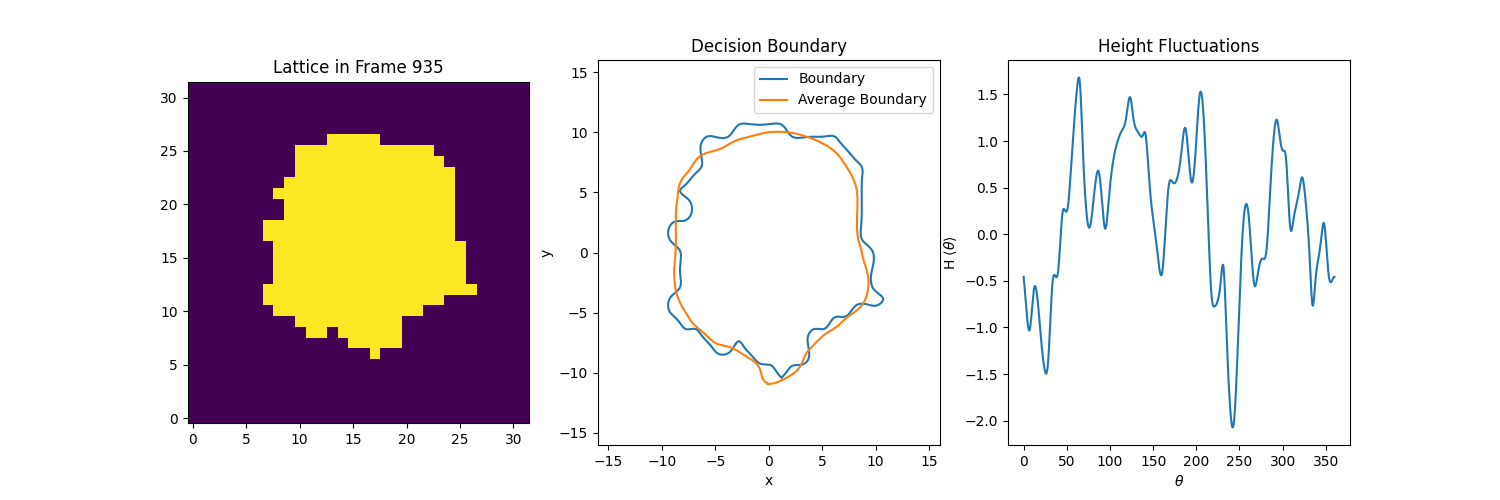 Lattice in Frame 935
30
25
20
15
10
5
0
0 5 10 15 20 25 30
Decision Boundary
Boundary
Average Boundary
15
10
5
0
−5
−10
−15
−15 −10 −5 0 5 10 15
x
y
Height Fluctuations
1.5
1.0
0.5
0.0
−0.5
−1.0
−1.5
−2.0
0 50 100 150 200 250 300 350
θ
H ⟨θ⟩